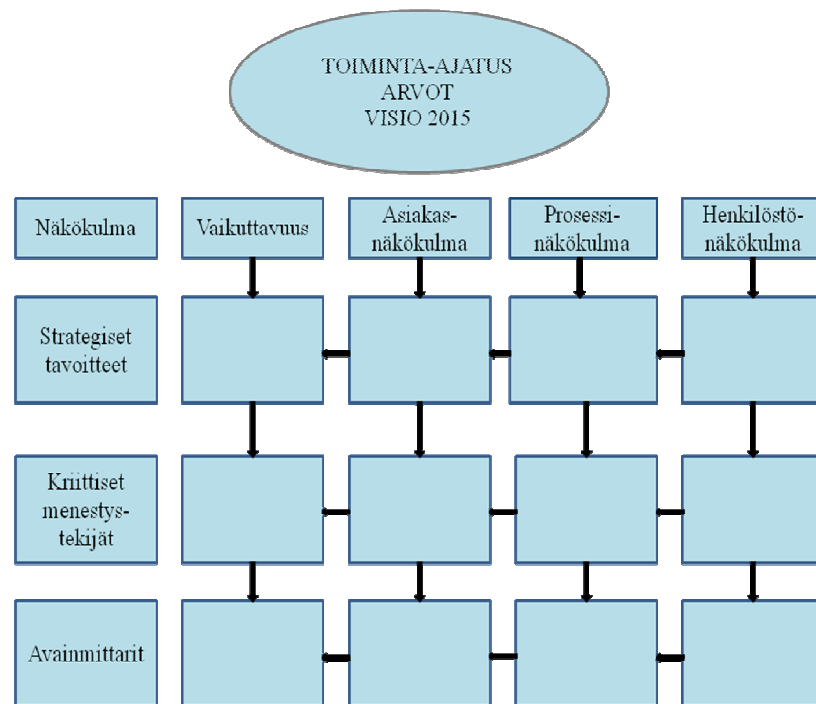 TOIMINTA-AJATUS
ARVOT
VISIO 2015
Näkökulma
Vaikuttavuus
Asiakas-
näkökulma
Prosessi-
näkökulma
Henkilöstö-
näkökulma
Strategiset
tavoitteet
Kriittiset
menestys-
tekijät
Avainmittarit